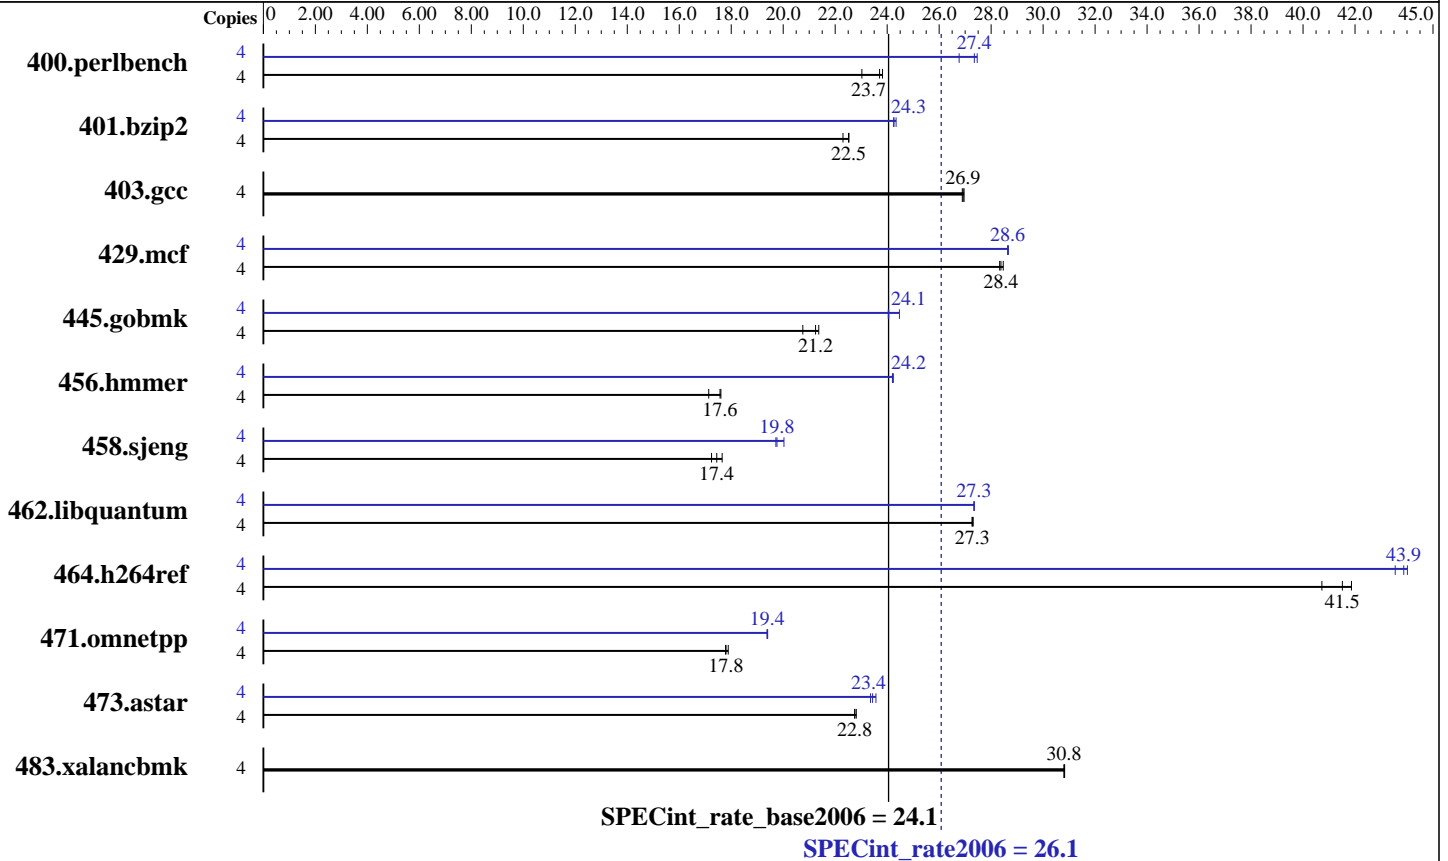 Copies 0 2.00 4.00 6.00 8.00 10.0 12.0 14.0 16.0 18.0 20.0 22.0 24.0 26.0 28.0 30.0 32.0 34.0 36.0 38.0 40.0 42.0 45.0
400.perlbench 4 27.4
4 23.7
401.bzip2 4 24.3
4 22.5
403.gcc 4 26.9
429.mcf 4 28.6
4 28.4
445.gobmk 4 24.1
4 21.2
456.hmmer 4 24.2
4 17.6
458.sjeng 4 19.8
4 17.4
462.libquantum 4 27.3
4 27.3
464.h264ref 4 43.9
4 41.5
471.omnetpp 4 19.4
4 17.8
473.astar 4 23.4
4 22.8
483.xalancbmk 4 30.8
SPECint_rate_base2006 = 24.1
SPECint_rate2006 = 26.1